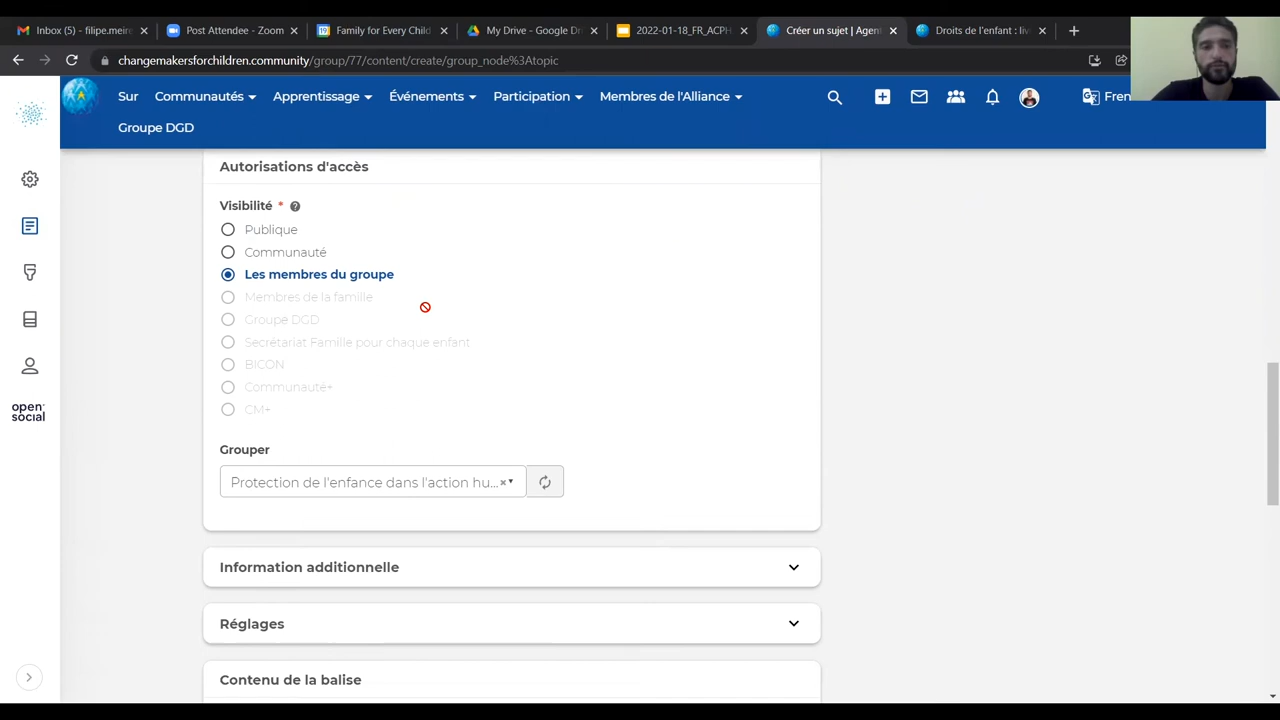 Inbox (5) - filipe.meire
Post Attendee - Zoom
Family for Every Child
My Drive - Google Dri
2022-01-18_FR_ACPH
Créer un sujet | Agent
Droits de l'enfant : liv
changemakersforchildren.community/group/77/content/create/group_node%3Atopic
Sur Communautés Apprentissage Événements Participation Membres de l'Alliance
Fren
Groupe DGD
open social
Autorisations d'accès
Visibilité *
Publique
Communauté
Les membres du groupe
Membres de la famille
Groupe DGD
Secrétariat Famille pour chaque enfant
BICON
Communauté+
CM+
Grouper
Protection de l'enfance dans l'action hu...
Information additionnelle
Réglages
Contenu de la balise